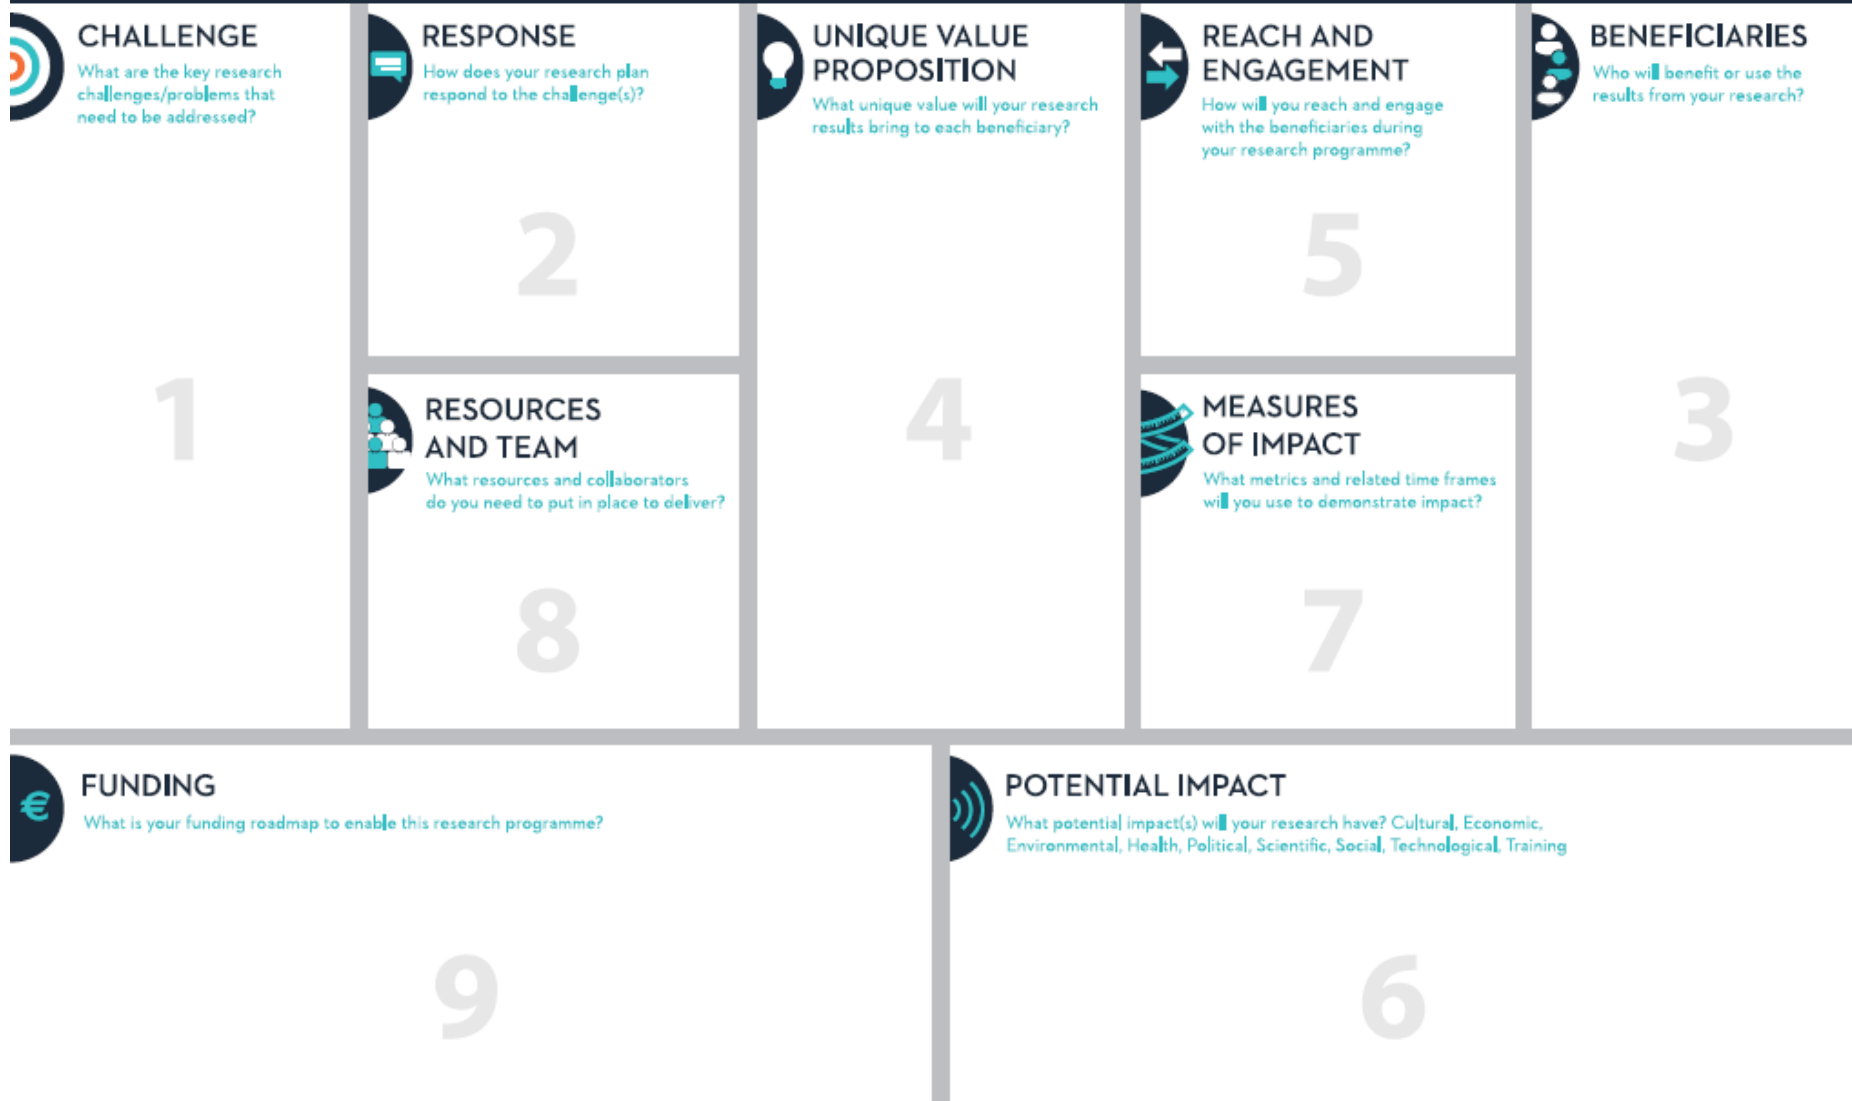 CHALLENGE
What are the key research
challenges/problems that
need to be addressed?
1
RESPONSE
How does your research plan
respond to the challenge(s)?
2
RESOURCES
AND TEAM
What resources and collaborators
do you need to put in place to deliver?
8
UNIQUE VALUE
PROPOSITION
What unique value will your research
results bring to each beneficiary?
4
REACH AND
ENGAGEMENT
How will you reach and engage
with the beneficiaries during
your research programme?
5
MEASURES
OF IMPACT
What metrics and related time frames
will you use to demonstrate impact?
7
BENEFICIARIES
Who will benefit or use the
results from your research?
3
€
FUNDING
What is your funding roadmap to enable this research programme?
9
POTENTIAL IMPACT
What potential impact(s) will your research have? Cultural, Economic,
Environmental, Health, Political, Scientific, Social, Technological, Training
6